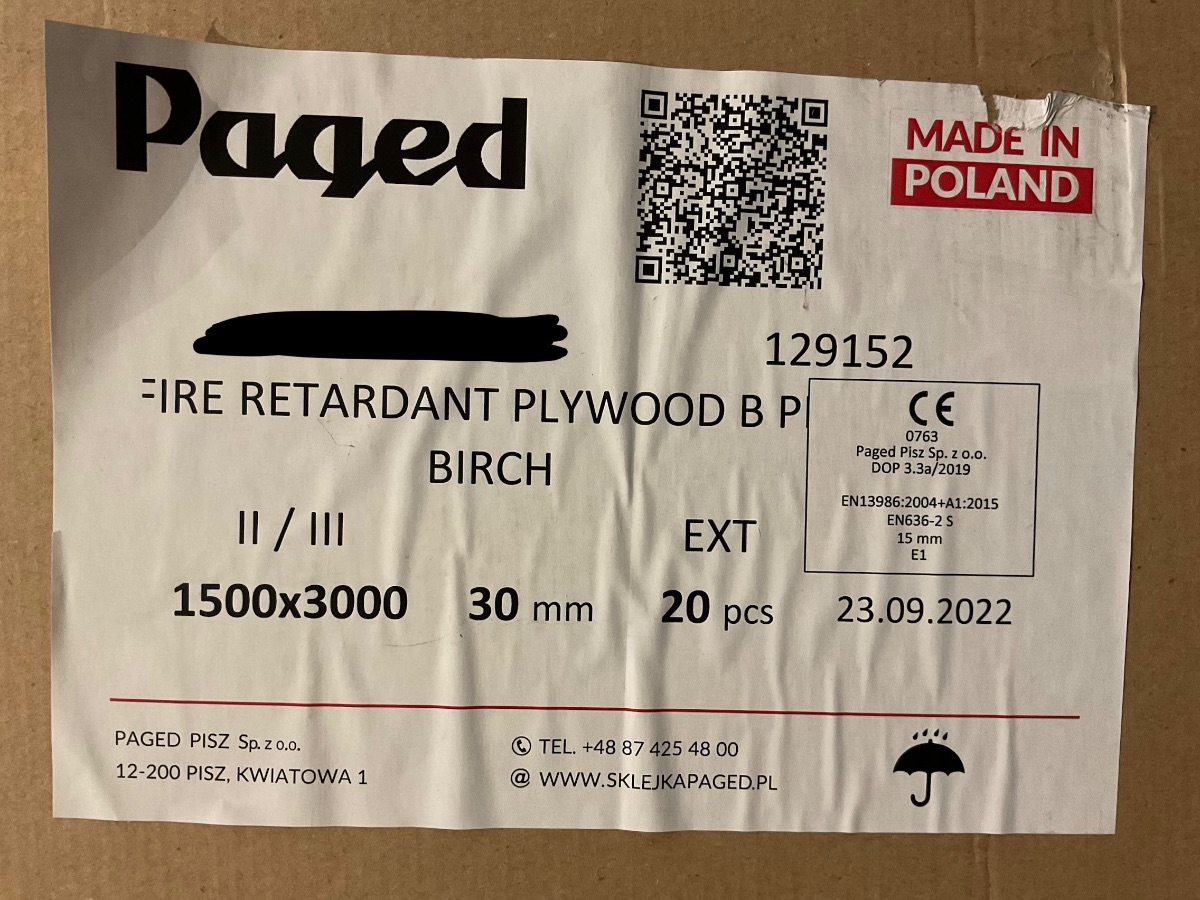 Paged
MADE IN
POLAND
129152
FIRE RETARDANT PLYWOOD B
BIRCH
CE
0763
Paged Pisz Sp. z o.o.
DOP 3.3a/2019
EN13986:2004+A1:2015
EN636-2 S
15 mm
E1
II / III
EXT
1500x3000 30 mm 20 pcs 23.09.2022
PAGED PISZ Sp. z o.o.
12-200 PISZ, KWIATOWA 1
TEL. +48 87 425 48 00
@ WWW.SKLEJKAPAGED.PL